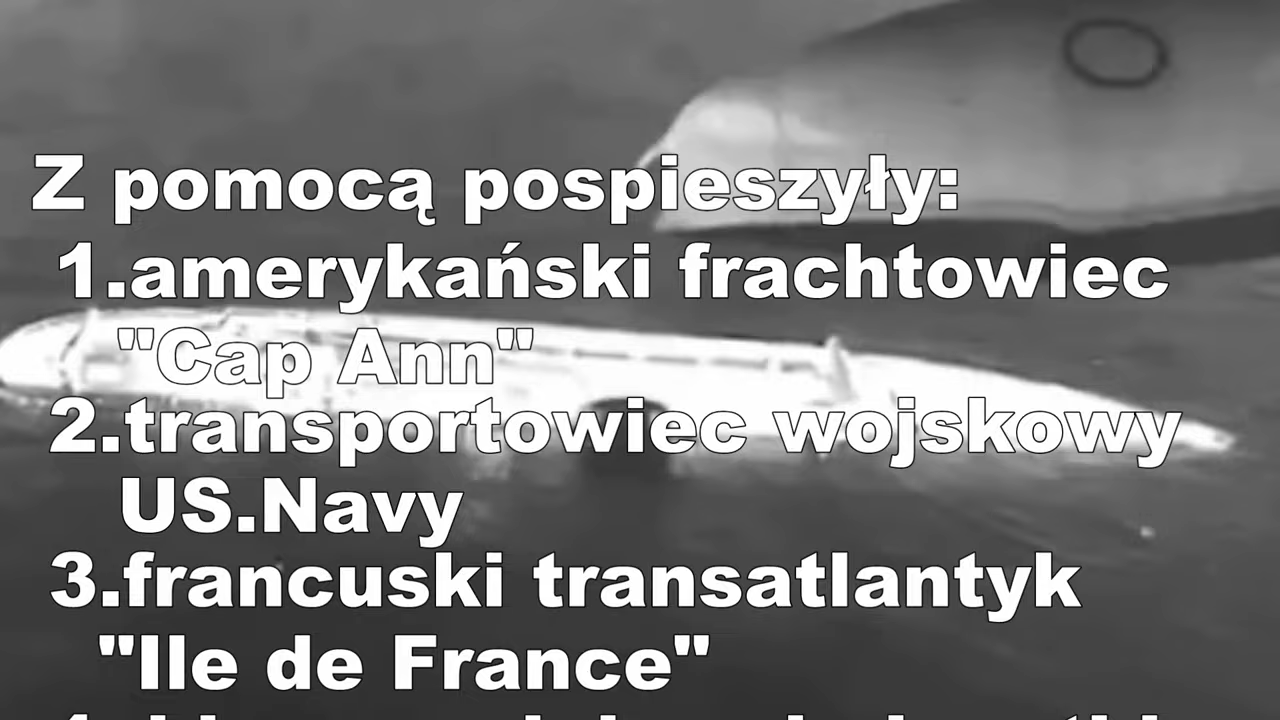 Z pomocą pospieszyły:
1.amerykański frachtowiec
"Cap Ann"
2.transportowiec wojskowy
US.Navy
3.francuski transatlantyk
"Ile de France"